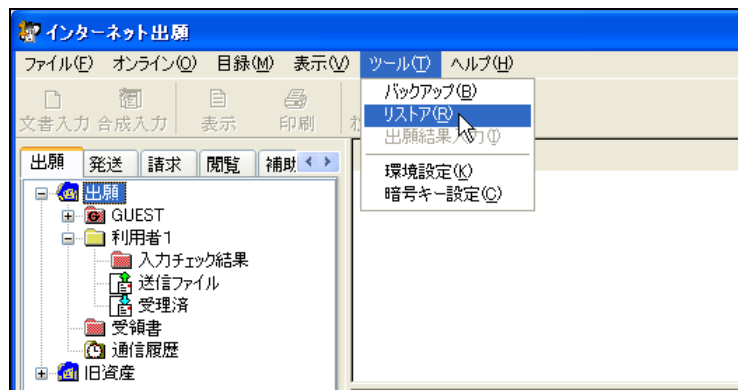 インターネット出願
ファイル(F) オンライン(O) 目録(M) 表示(V) ツール(T) ヘルプ(H)
文書入力 合成入力 表示 印刷
バックアップ(B)
リストア(R)
出願結果入力(I)
環境設定(K)
暗号キー設定(C)
出願 発送 請求 閲覧 補助
出願
GUEST
利用者1
入力チェック結果
送信ファイル
受理済
受領書
通信履歴
旧資産